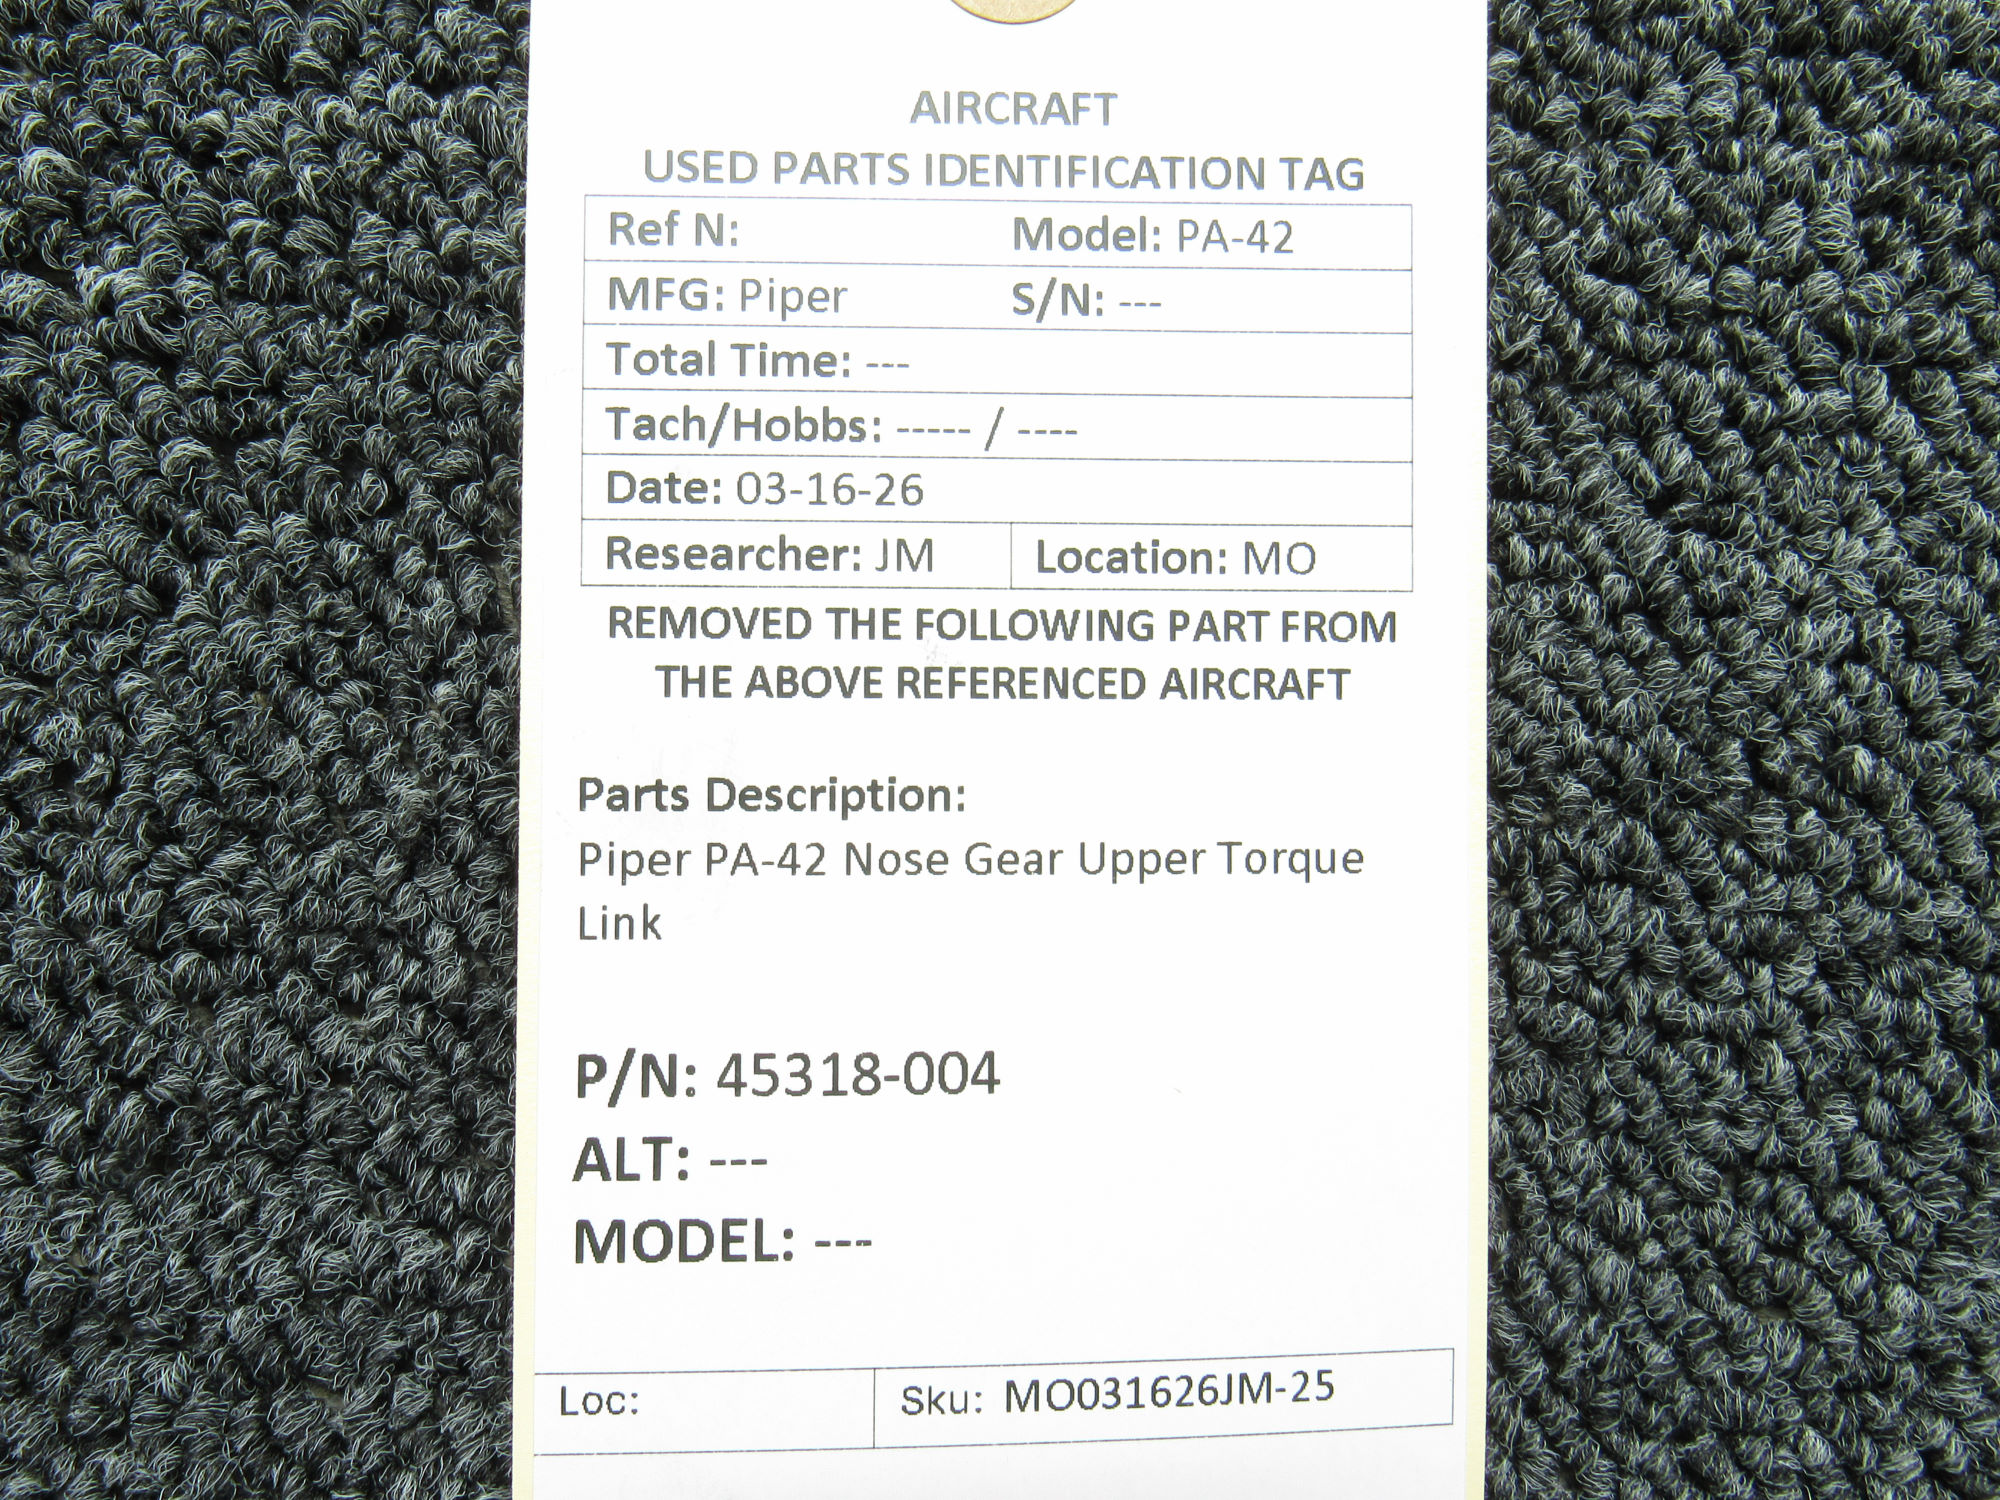 AIRCRAFT
USED PARTS IDENTIFICATION TAG
Ref N: Model: PA-42
MFG: Piper S/N: ---
Total Time: ---
Tach/Hobbs: ----- / ----
Date: 03-16-26
Researcher: JM Location: MO
REMOVED THE FOLLOWING PART FROM
THE ABOVE REFERENCED AIRCRAFT
Parts Description:
Piper PA-42 Nose Gear Upper Torque
Link
P/N: 45318-004
ALT: ---
MODEL: ---
Loc: Sku: MO031626JM-25